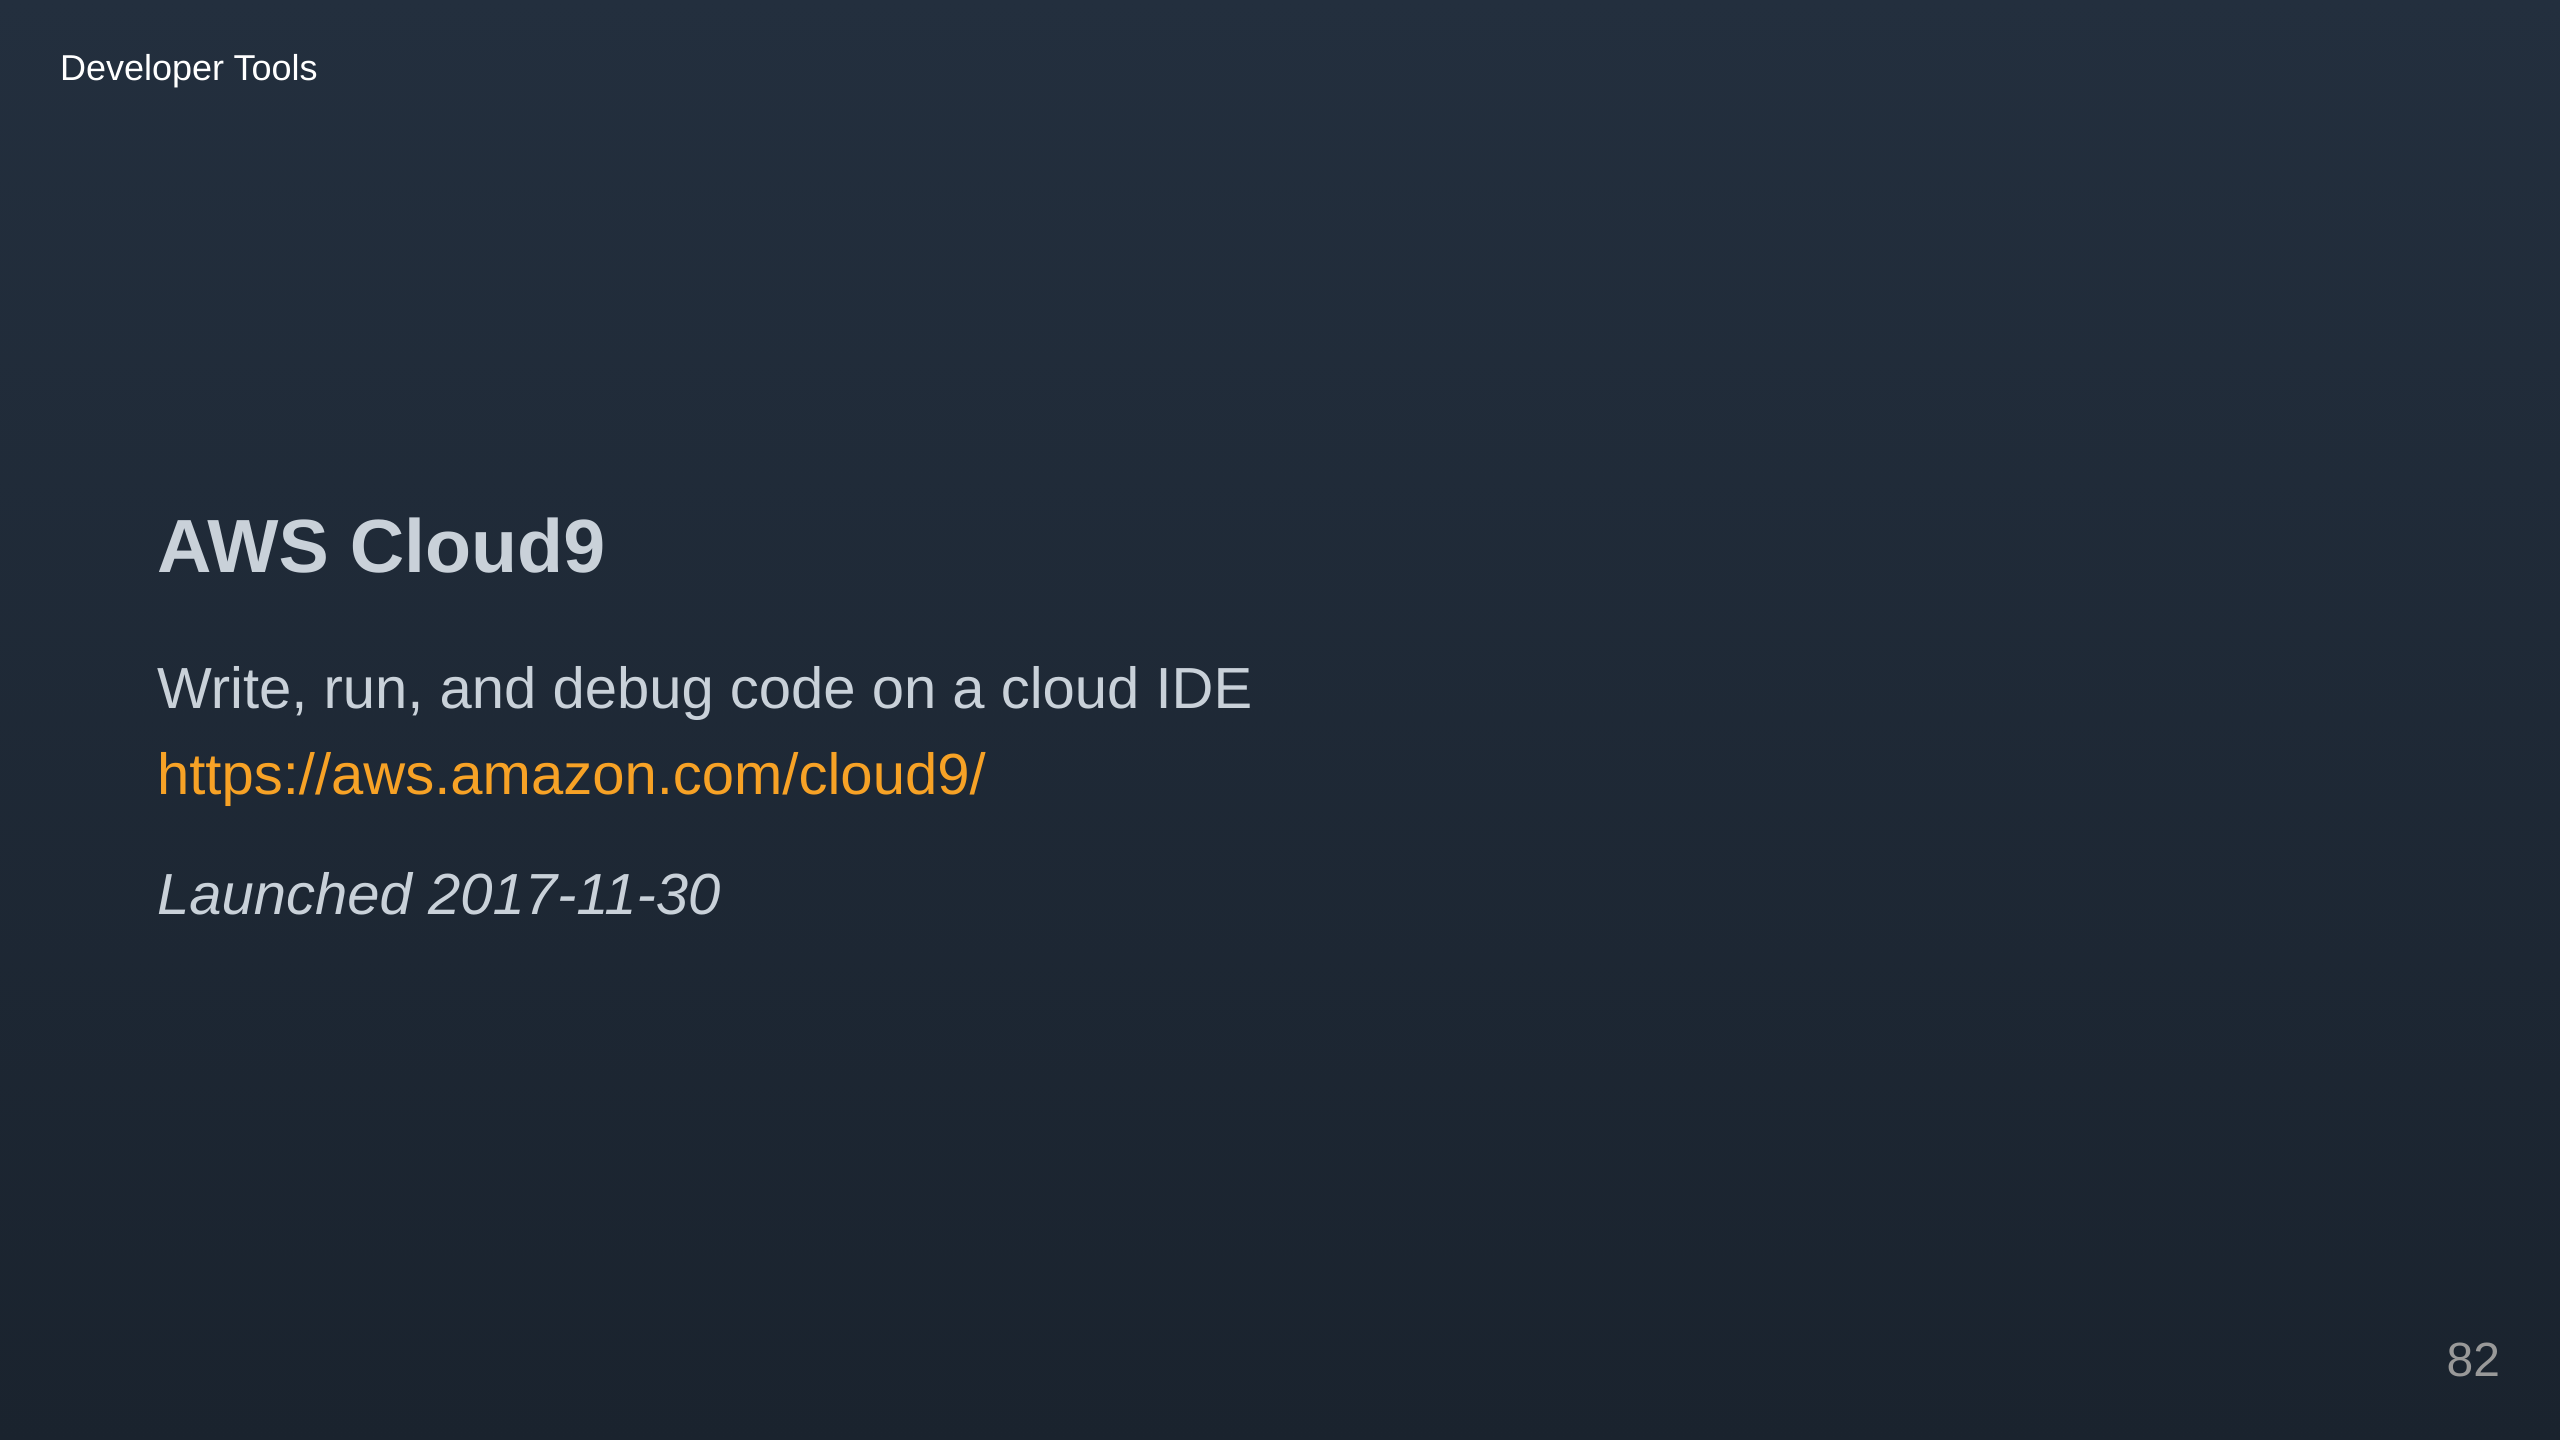 Developer Tools
AWS Cloud9
Write, run, and debug code on a cloud IDE
https://aws.amazon.com/cloud9/
Launched 2017-11-30
82